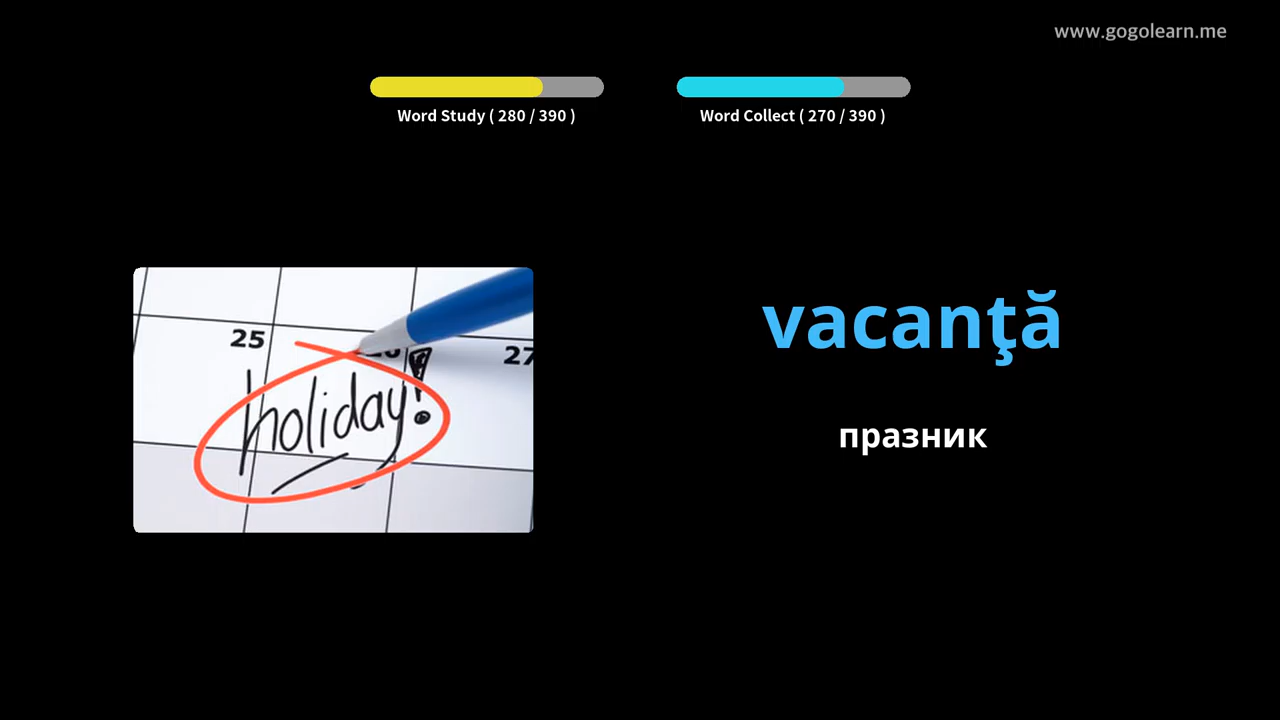 www.gogolearn.me
Word Study ( 280 / 390 )
Word Collect ( 270 / 390 )
25
27
holiday!
vacanţă
празник